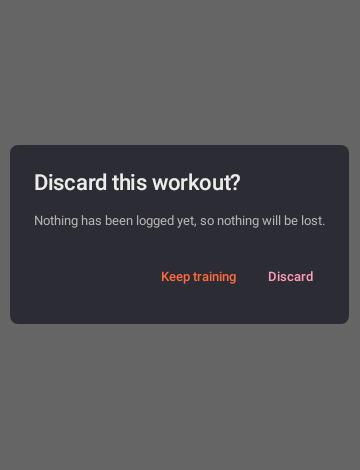 Discard this workout?
Nothing has been logged yet, so nothing will be lost.
Keep training Discard